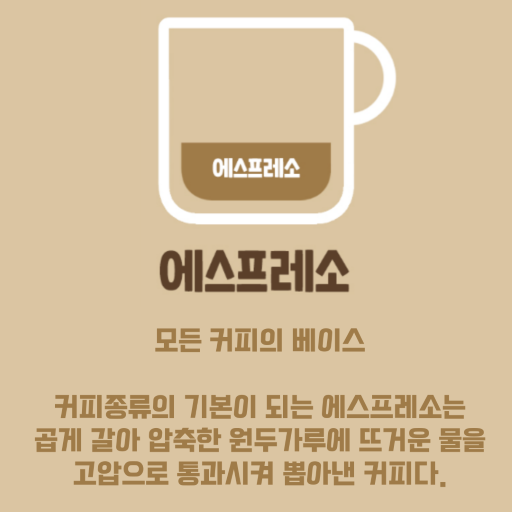 에스프레소
에스프레소
모든 커피의 베이스
커피종류의 기본이 되는 에스프레소는
곱게 갈아 압축한 원두가루에 뜨거운 물을
고압으로 통과시켜 뽑아낸 커피다.